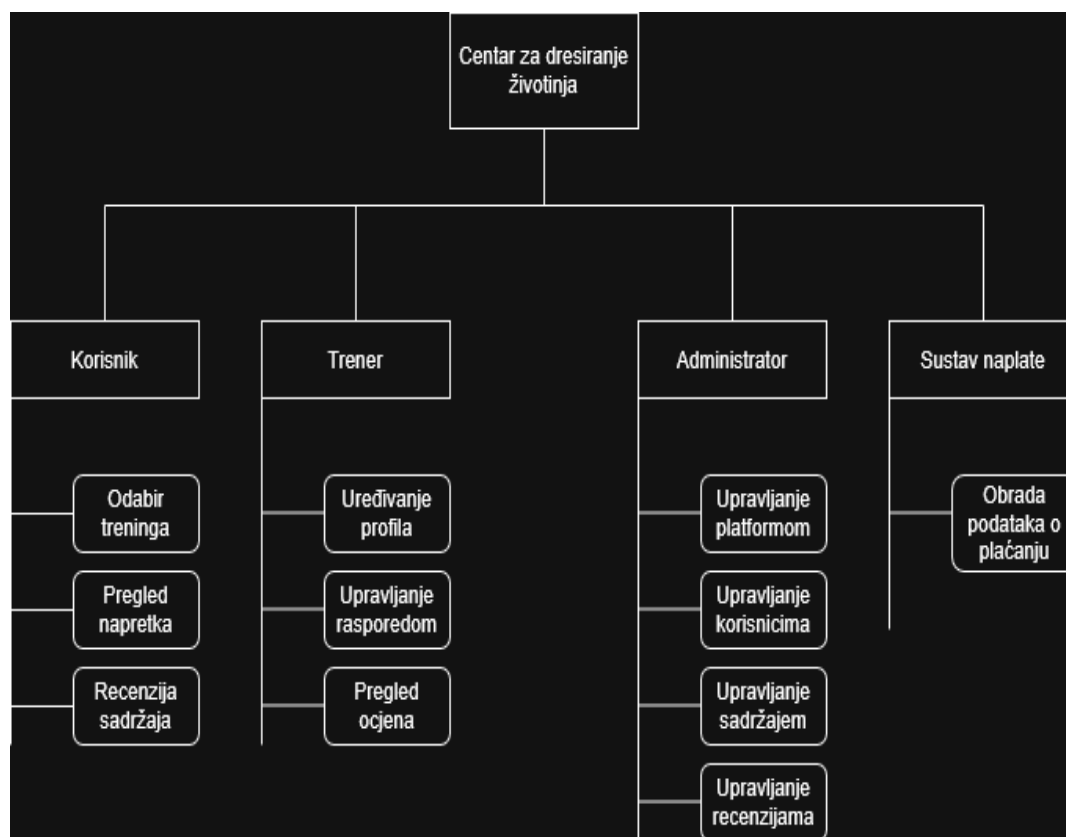 Centar za dresiranje
životinja
Korisnik
Trener
Administrator
Sustav naplate
Odabir
treninga
Pregled
napretka
Recenzija
sadržaja
Uređivanje
profila
Upravljanje
rasporedom
Pregled
ocjena
Upravljanje
platformom
Upravljanje
korisnicima
Upravljanje
sadržajem
Upravljanje
recenzijama
Obrada
podataka o
plaćanju